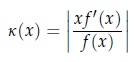 κ(x) = |xf′(x)/f(x)|